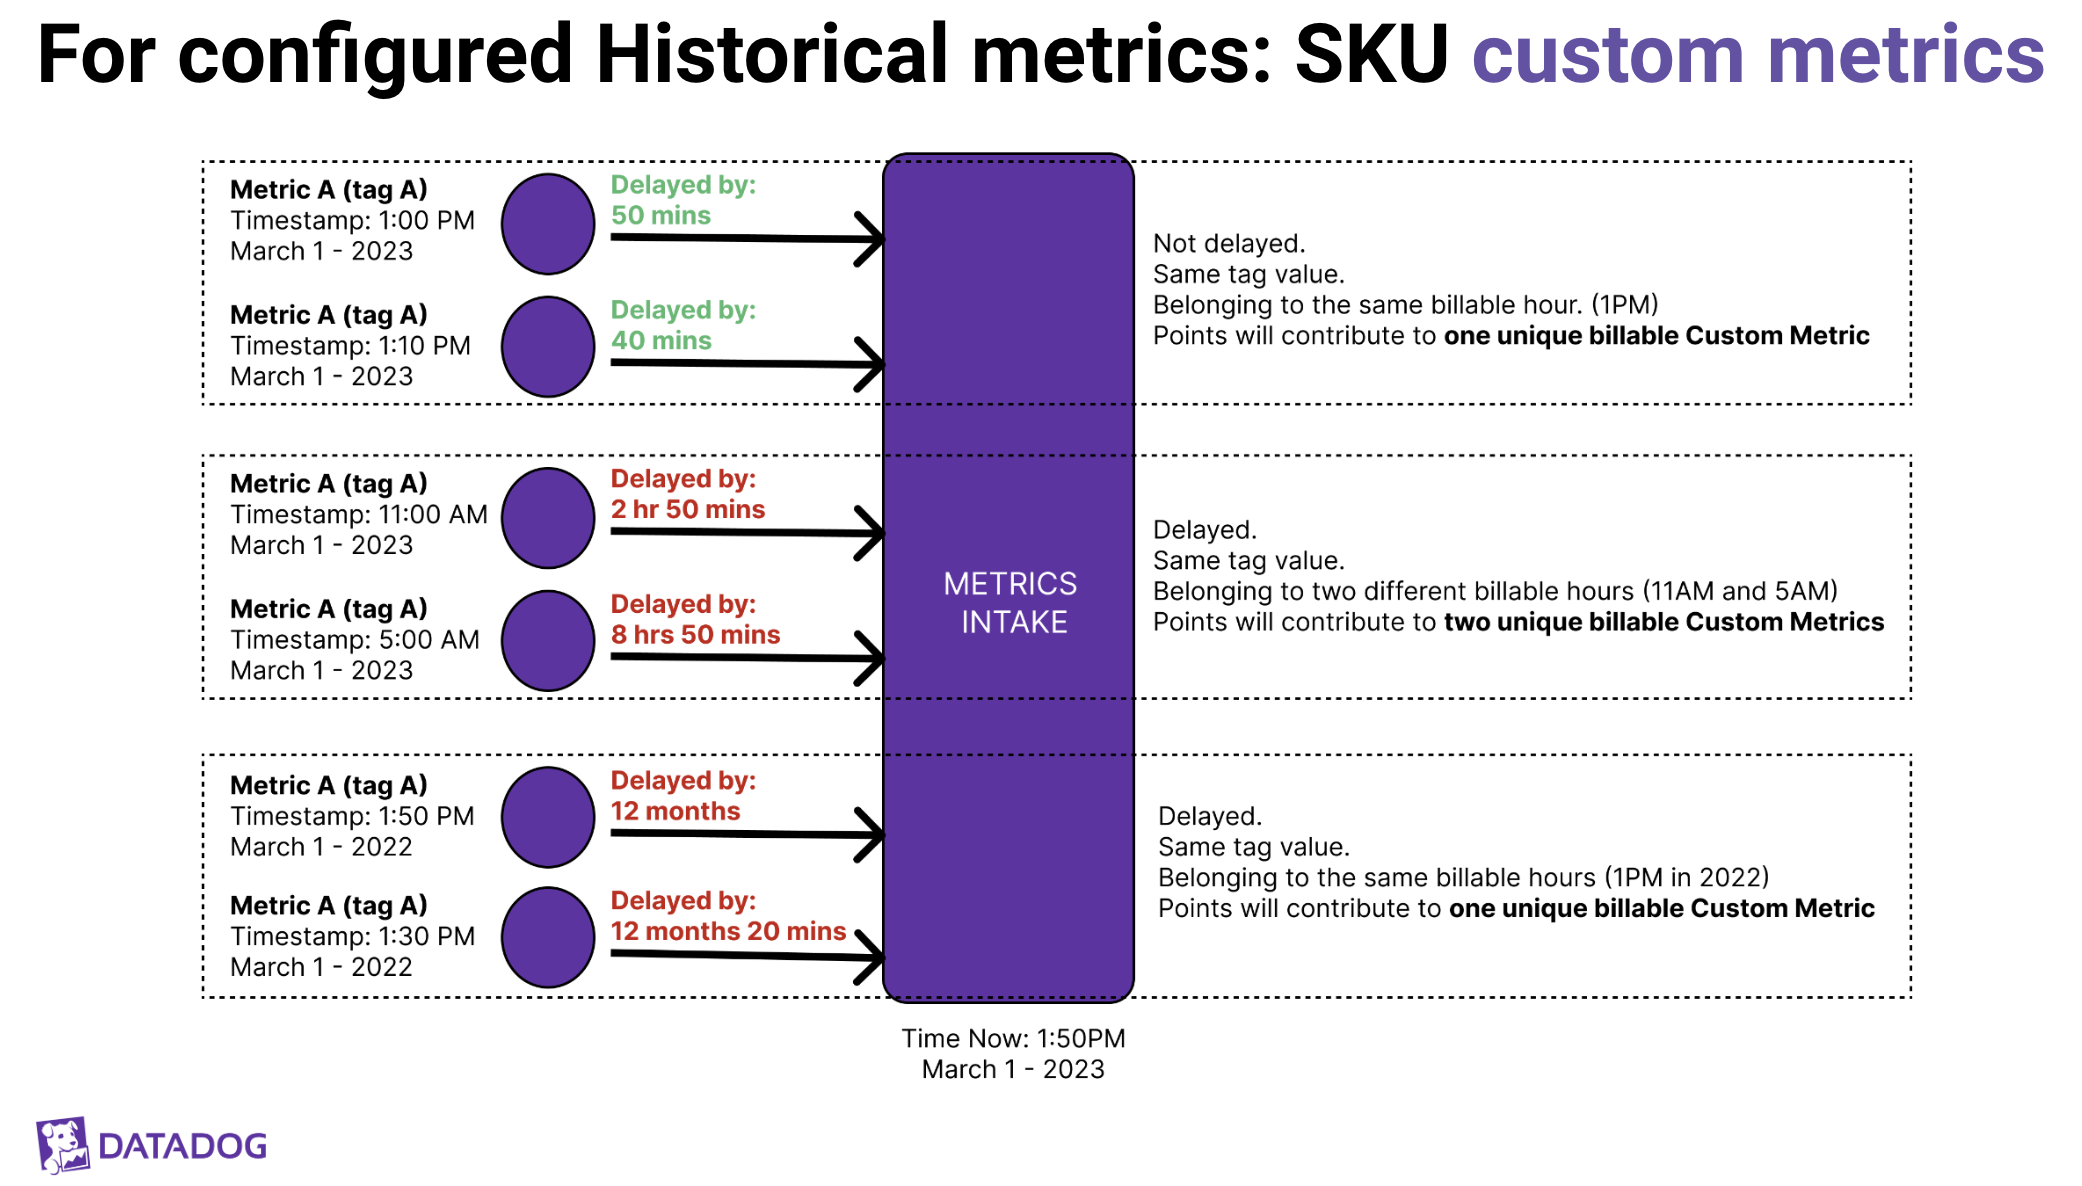 For configured Historical metrics: SKU custom metrics
Metric A (tag A)
Timestamp: 1:00 PM
March 1 - 2023
Delayed by:
50 mins
Metric A (tag A)
Timestamp: 1:10 PM
March 1 - 2023
Delayed by:
40 mins
Not delayed.
Same tag value.
Belonging to the same billable hour. (1PM)
Points will contribute to one unique billable Custom Metric
Metric A (tag A)
Timestamp: 11:00 AM
March 1 - 2023
Delayed by:
2 hr 50 mins
Metric A (tag A)
Timestamp: 5:00 AM
March 1 - 2023
Delayed by:
8 hrs 50 mins
METRICS
INTAKE
Delayed.
Same tag value.
Belonging to two different billable hours (11AM and 5AM)
Points will contribute to two unique billable Custom Metrics
Metric A (tag A)
Timestamp: 1:50 PM
March 1 - 2022
Delayed by:
12 months
Metric A (tag A)
Timestamp: 1:30 PM
March 1 - 2022
Delayed by:
12 months 20 mins
Delayed.
Same tag value.
Belonging to the same billable hours (1PM in 2022)
Points will contribute to one unique billable Custom Metric
Time Now: 1:50PM
March 1 - 2023
DATADOG